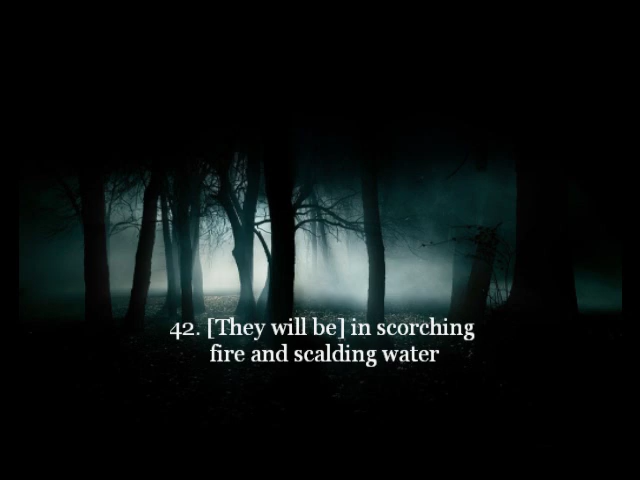 42. [They will be] in scorching
fire and scalding water